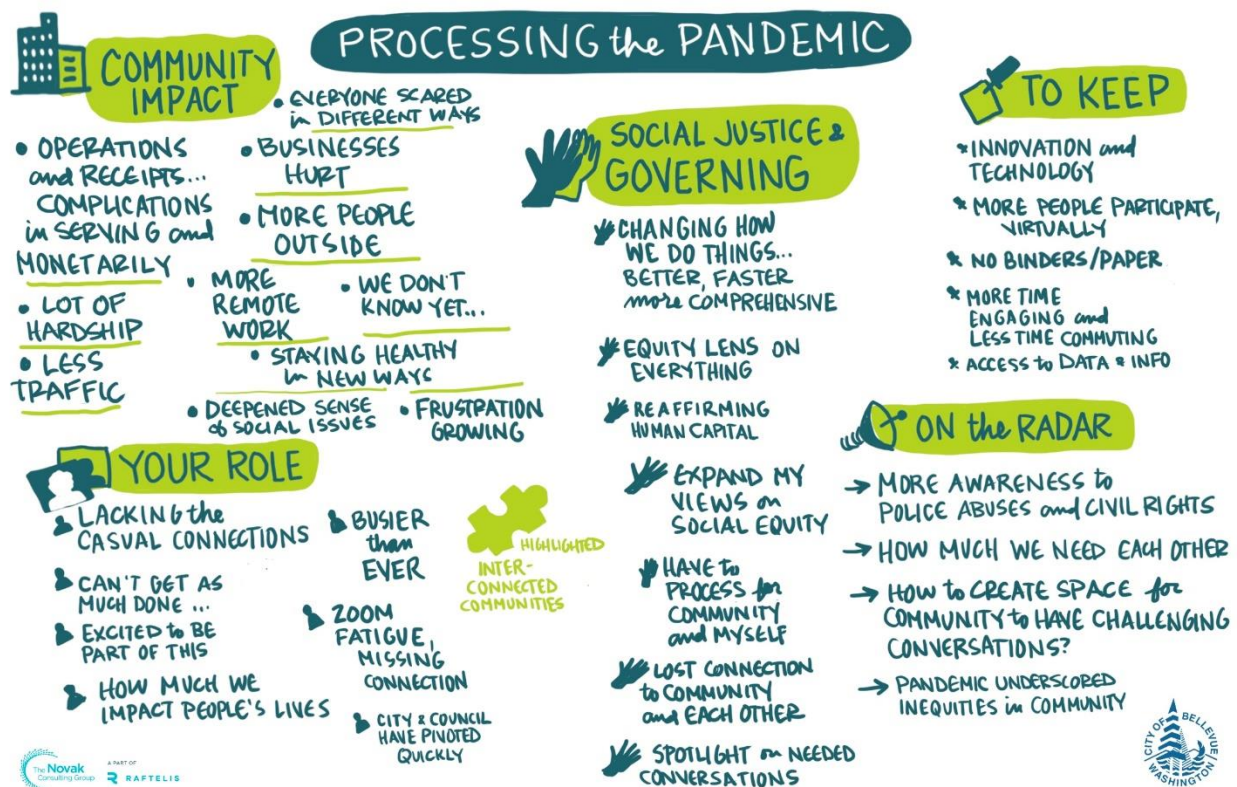 PROCESSING the PANDEMIC
COMMUNITY
IMPACT
• EVERYONE SCARED
in DIFFERENT WAYS
• OPERATIONS
and RECEIPTS...
COMPLICATIONS
in SERVING and
MONETARILY
• BUSINESSES
HURT
• MORE PEOPLE
OUTSIDE
• LOT OF
HARDSHIP
• MORE
REMOTE
WORK
• WE DON'T
KNOW YET...
• LESS
TRAFFIC
• STAYING HEALTHY
in NEW WAYS
• DEEPENED SENSE
of SOCIAL ISSUES
• FRUSTRATION
GROWING
YOUR ROLE
LACKING the
CASUAL CONNECTIONS
CAN'T GET AS
MUCH DONE ...
EXCITED to BE
PART OF THIS
HOW MUCH WE
IMPACT PEOPLE'S LIVES
BUSIER
than
EVER
ZOOM
FATIGUE,
MISSING
CONNECTION
CITY & COUNCIL
HAVE PIVOTED
QUICKLY
HIGHLIGHTED
INTER-
CONNECTED
COMMUNITIES
SOCIAL JUSTICE &
GOVERNING
CHANGING HOW
WE DO THINGS...
BETTER, FASTER
more COMPREHENSIVE
EQUITY LENS ON
EVERYTHING
REAFFIRMING
HUMAN CAPITAL
EXPAND MY
VIEWS on
SOCIAL EQUITY
HAVE to
PROCESS for
COMMUNITY
and MYSELF
LOST CONNECTION
to COMMUNITY
and EACH OTHER
SPOTLIGHT on NEEDED
CONVERSATIONS
TO KEEP
* INNOVATION and
TECHNOLOGY
* MORE PEOPLE PARTICIPATE,
VIRTUALLY
* NO BINDERS/PAPER
* MORE TIME
ENGAGING and
LESS TIME COMMUTING
* ACCESS to DATA & INFO
ON the RADAR
→ MORE AWARENESS to
POLICE ABUSES and CIVIL RIGHTS
→ HOW MUCH WE NEED EACH OTHER
→ HOW to CREATE SPACE for
COMMUNITY to HAVE CHALLENGING
CONVERSATIONS?
→ PANDEMIC UNDERSCORED
INEQUITIES in COMMUNITY
The Novak
Consulting Group
A PART OF
RAFTELIS
CITY OF BELLEVUE
WASHINGTON